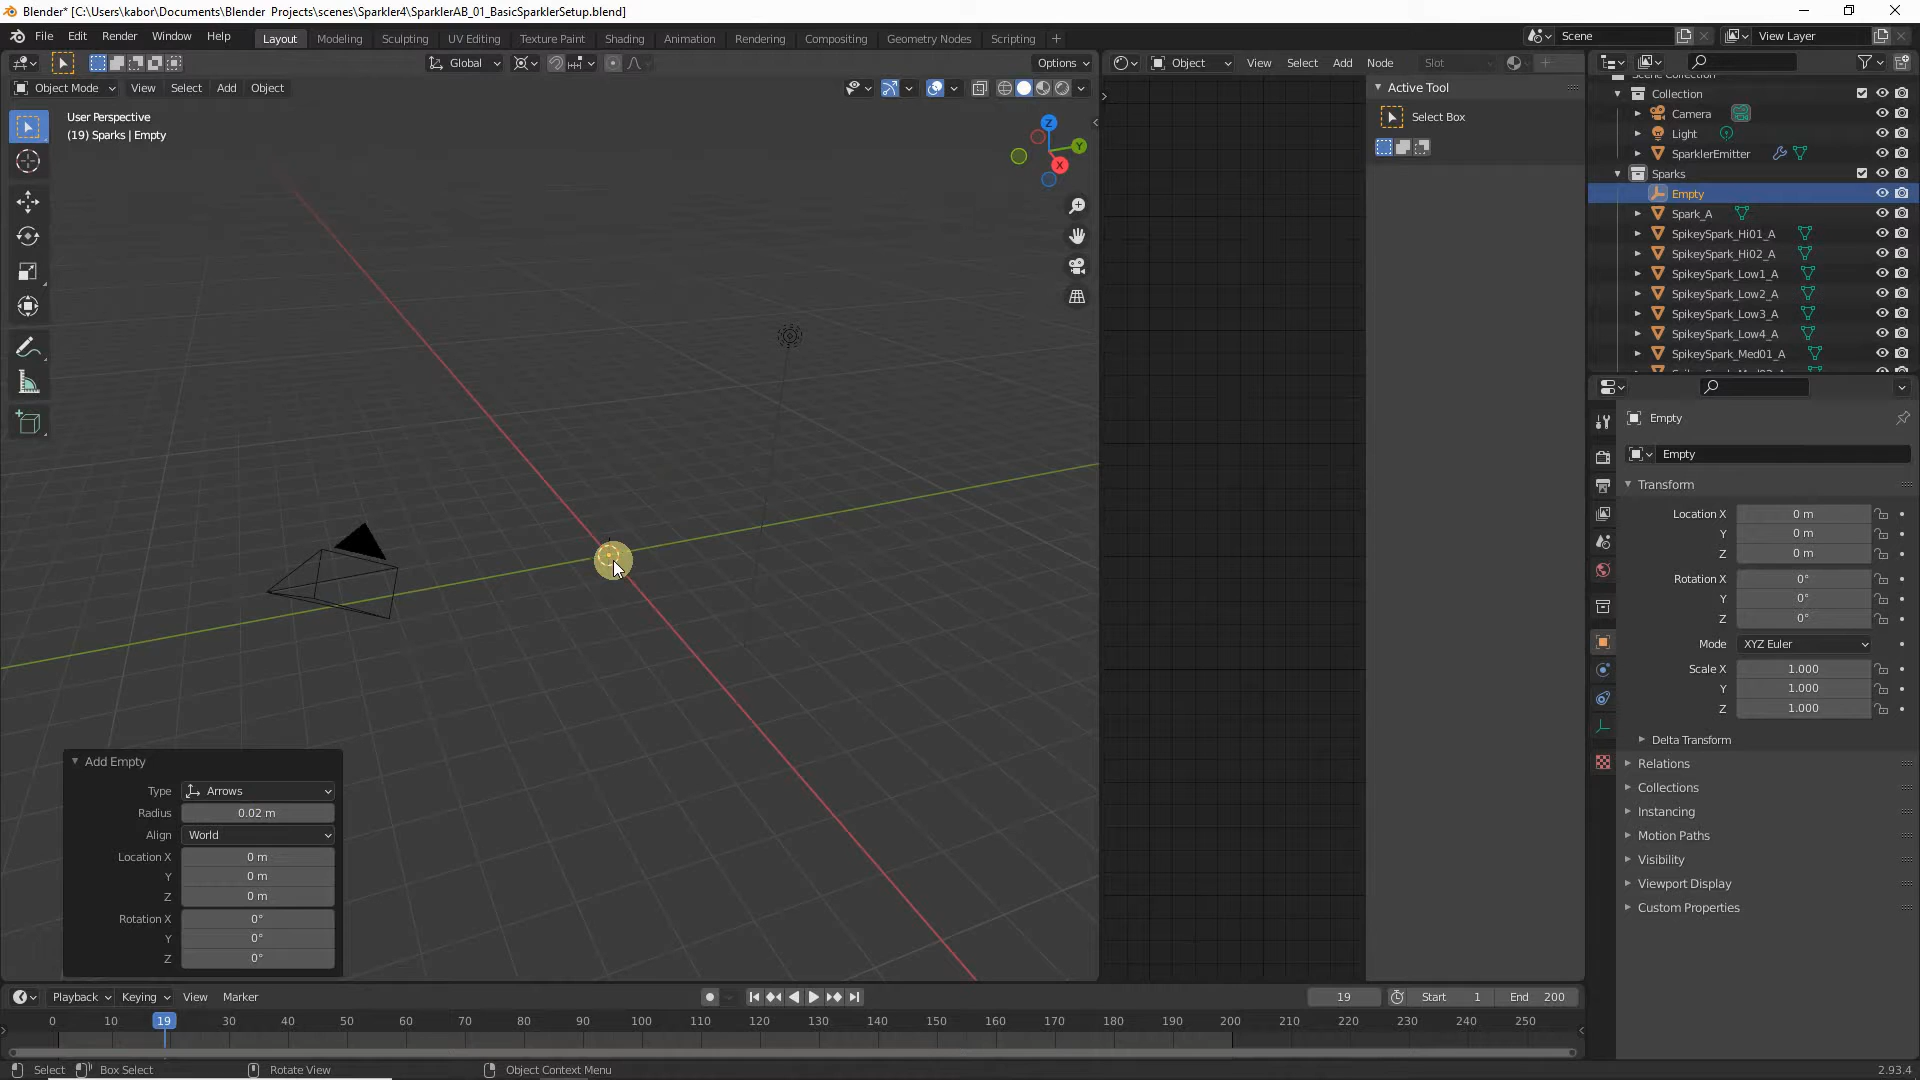 Blender* [C:\Users\kabor\Documents\Blender Projects\scenes\Sparkler4\SparklerAB_01_BasicSparklerSetup.blend]
File Edit Render Window Help
Layout Modeling Sculpting UV Editing Texture Paint Shading Animation Rendering Compositing Geometry Nodes Scripting
Scene
View Layer
Global
Options
Object View Select Add Node Slot
Object Mode View Select Add Object
User Perspective
(19) Sparks | Empty
Z
Y
X
Active Tool
Select Box
Scene Collection
Collection
Camera
Light
SparklerEmitter
Sparks
Empty
Spark_A
SpikeySpark_Hi01_A
SpikeySpark_Hi02_A
SpikeySpark_Low1_A
SpikeySpark_Low2_A
SpikeySpark_Low3_A
SpikeySpark_Low4_A
SpikeySpark_Med01_A
Empty
Empty
Transform
Location X 0 m
Y 0 m
Z 0 m
Rotation X 0°
Y 0°
Z 0°
Mode XYZ Euler
Scale X 1.000
Y 1.000
Z 1.000
Delta Transform
Relations
Collections
Instancing
Motion Paths
Visibility
Viewport Display
Custom Properties
Add Empty
Type Arrows
Radius 0.02 m
Align World
Location X 0 m
Y 0 m
Z 0 m
Rotation X 0°
Y 0°
Z 0°
Playback Keying View Marker
19 Start 1 End 200
0 10 19 30 40 50 60 70 80 90 100 110 120 130 140 150 160 170 180 190 200 210 220 230 240 250
Select Box Select Rotate View Object Context Menu 2.93.4